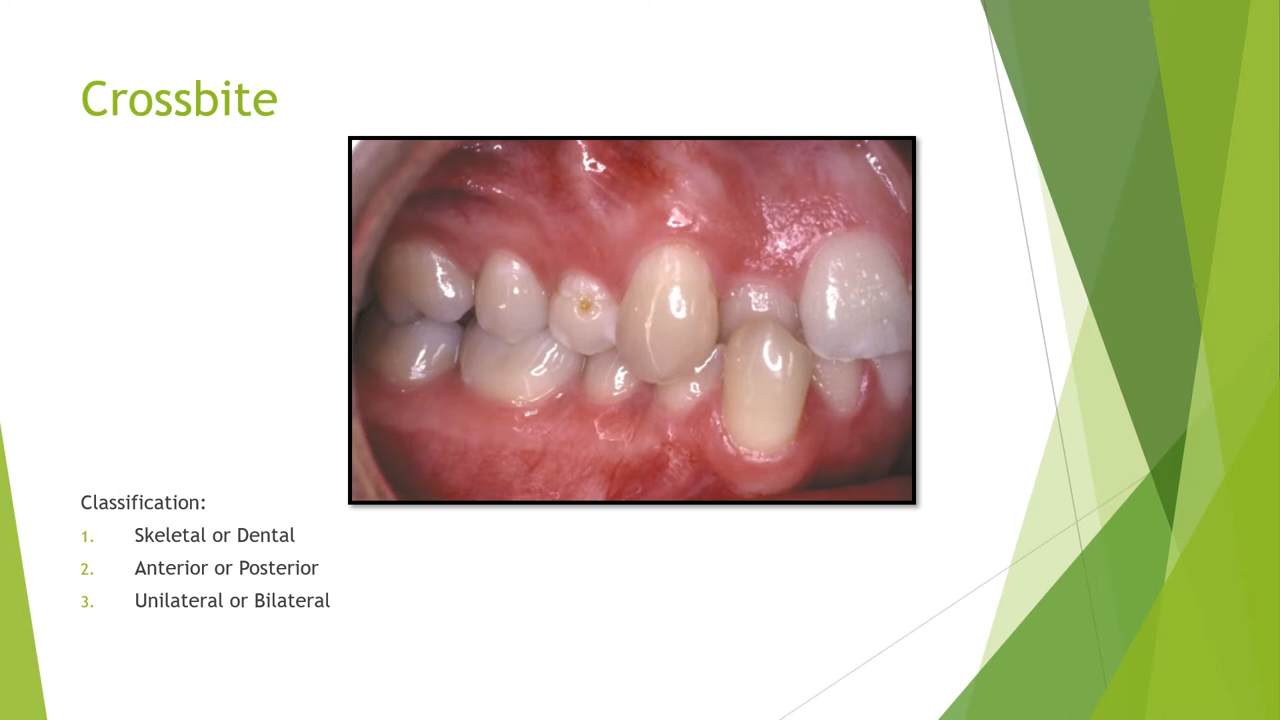 Crossbite
Classification:
1. Skeletal or Dental
2. Anterior or Posterior
3. Unilateral or Bilateral